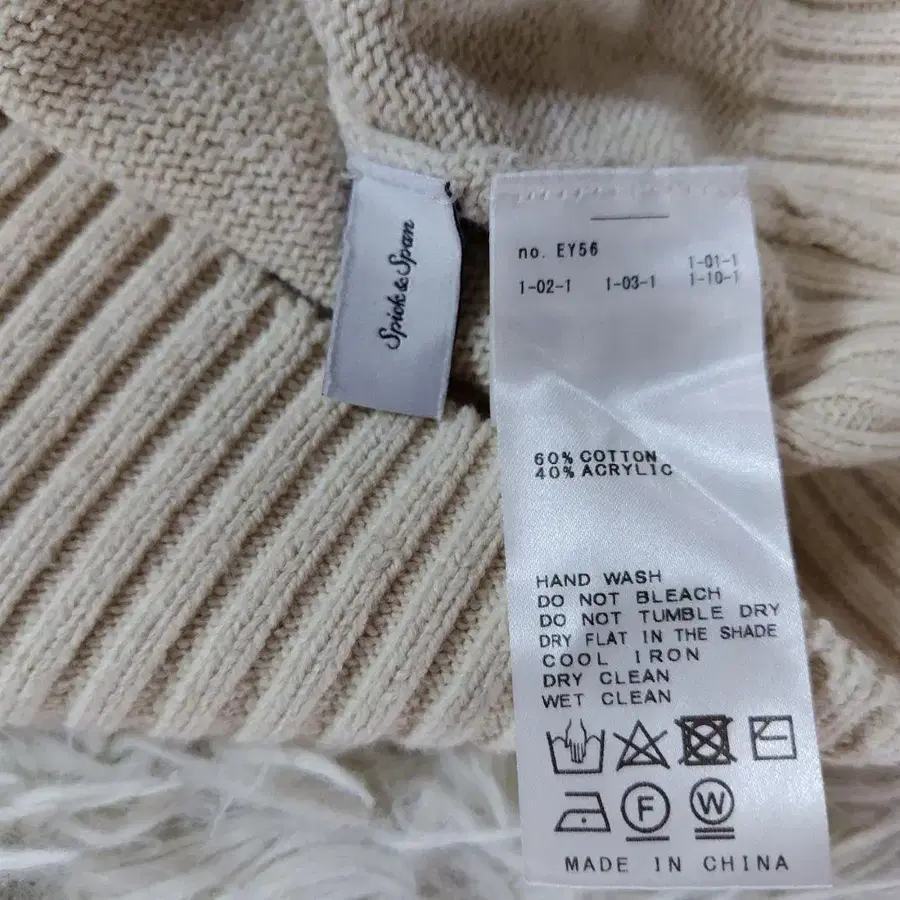 Spick & Span
no. EY56
1-01-1
1-02-1 1-03-1 1-10-1
60% COTTON
40% ACRYLIC
HAND WASH
DO NOT BLEACH
DO NOT TUMBLE DRY
DRY FLAT IN THE SHADE
COOL IRON
DRY CLEAN
WET CLEAN
F W
MADE IN CHINA